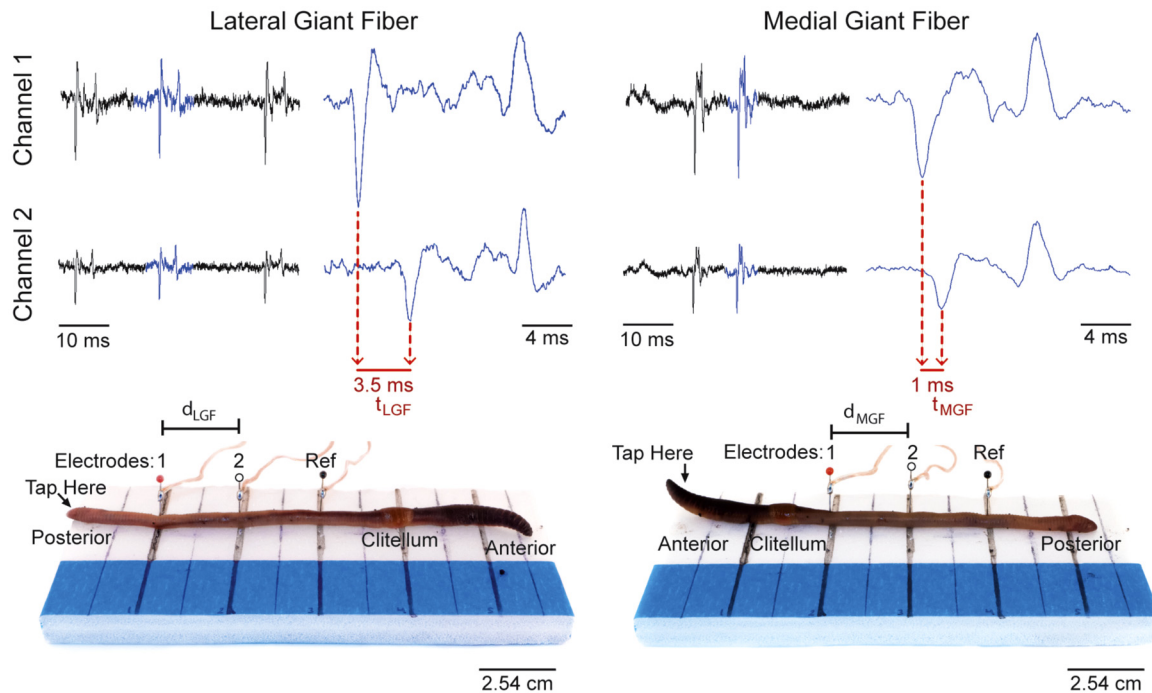 Lateral Giant Fiber
Medial Giant Fiber
Channel 1
Channel 2
10 ms
4 ms
3.5 ms
tLGF
10 ms
4 ms
1 ms
tMGF
dLGF
Electrodes: 1
2
Ref
Tap Here
Posterior
Clitellum
Anterior
2.54 cm
dMGF
Tap Here
Electrodes: 1
2
Ref
Anterior
Clitellum
Posterior
2.54 cm